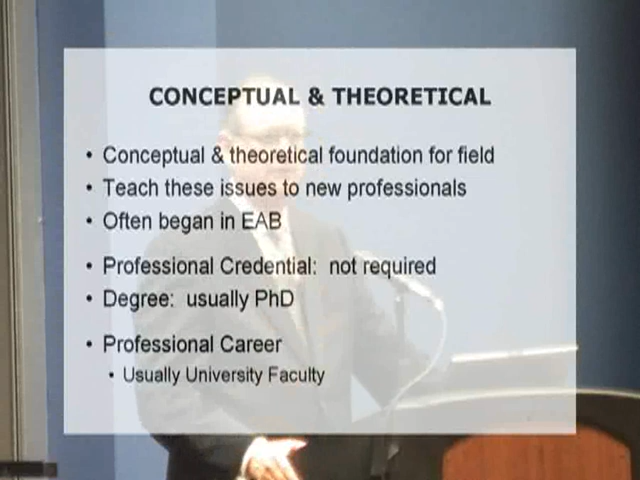 CONCEPTUAL & THEORETICAL
• Conceptual & theoretical foundation for field
• Teach these issues to new professionals
• Often began in EAB
• Professional Credential: not required
• Degree: usually PhD
• Professional Career
• Usually University Faculty